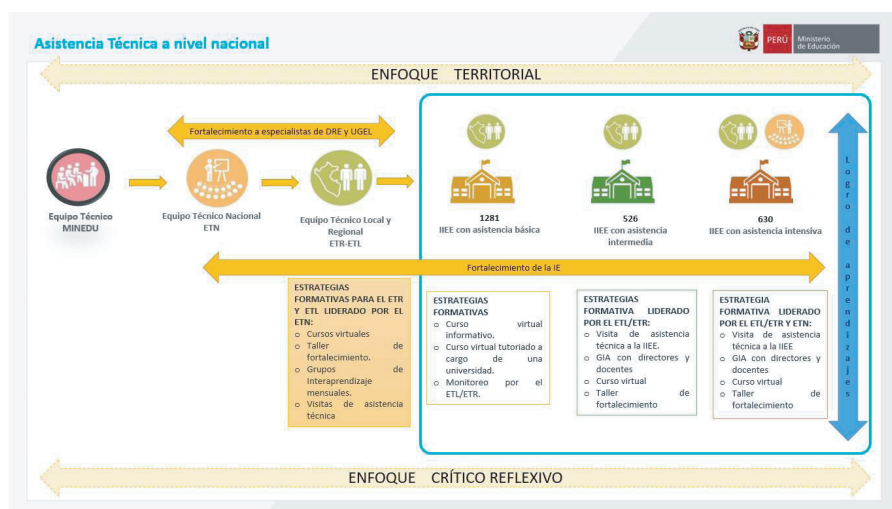 Asistencia Técnica a nivel nacional
PERÚ
Ministerio
de Educación
ENFOQUE TERRITORIAL
Fortalecimiento a especialistas de DRE y UGEL
Equipo Técnico
MINEDU
Equipo Técnico Nacional
ETN
Equipo Técnico Local y
Regional
ETR-ETL
1281
IIEE con asistencia básica
526
IIEE con asistencia
intermedia
630
IIEE con asistencia intensiva
Logro de aprendizajes
Fortalecimiento de la IE
ESTRATEGIAS
FORMATIVAS PARA EL ETR
Y ETL LIDERADO POR EL
ETN:
o Cursos virtuales
o Taller de
fortalecimiento.
o Grupos de
Interaprendizaje
mensuales.
o Visitas de asistencia
técnica
ESTRATEGIAS
FORMATIVAS
o Curso virtual
informativo.
o Curso virtual tutoriado a
cargo de una
universidad.
o Monitoreo por el
ETL/ETR.
ESTRATEGIAS
FORMATIVA LIDERADO
POR EL ETL/ETR:
o Visita de asistencia
técnica a la IIEE.
o GIA con directores y
docentes
o Curso virtual
o Taller de
fortalecimiento
ESTRATEGIA
FORMATIVA LIDERADO
POR EL ETL/ETR Y ETN:
o Visita de asistencia
técnica a la IIEE
o GIA con directores y
docentes
o Curso virtual
o Taller de
fortalecimiento
ENFOQUE CRÍTICO REFLEXIVO